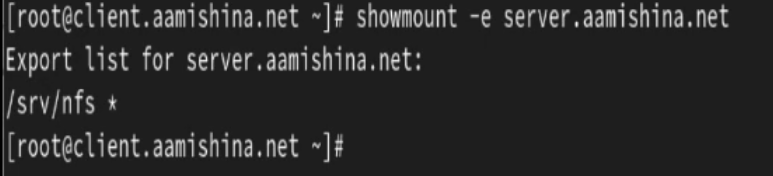 [root@client.aamishina.net ~]# showmount -e server.aamishina.net
Export list for server.aamishina.net:
/srv/nfs *
[root@client.aamishina.net ~]#